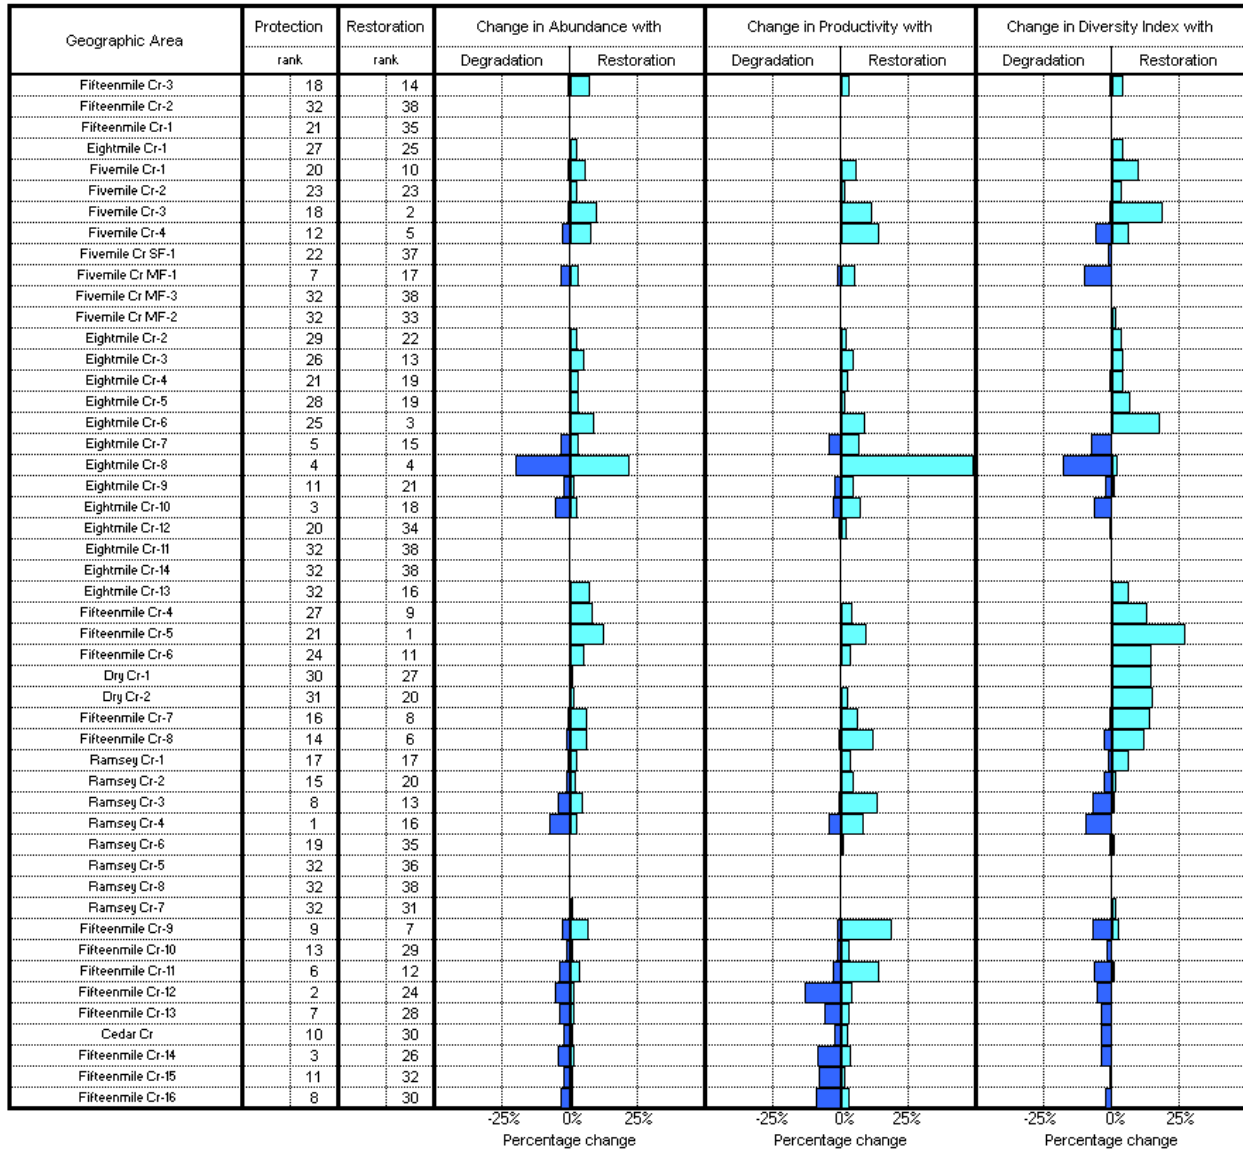 Geographic Area Protection Restoration Change in Abundance with Change in Productivity with Change in Diversity Index with
rank rank Degradation Restoration Degradation Restoration Degradation Restoration
Fifteenmile Cr-3 18 14
Fifteenmile Cr-2 32 38
Fifteenmile Cr-1 21 35
Eightmile Cr-1 27 25
Fivemile Cr-1 20 10
Fivemile Cr-2 23 23
Fivemile Cr-3 18 2
Fivemile Cr-4 12 5
Fivemile Cr SF-1 22 37
Fivemile Cr MF-1 7 17
Fivemile Cr MF-3 32 38
Fivemile Cr MF-2 32 33
Eightmile Cr-2 29 22
Eightmile Cr-3 26 13
Eightmile Cr-4 21 19
Eightmile Cr-5 28 19
Eightmile Cr-6 25 3
Eightmile Cr-7 5 15
Eightmile Cr-8 4 4
Eightmile Cr-9 11 21
Eightmile Cr-10 3 18
Eightmile Cr-12 20 34
Eightmile Cr-11 32 38
Eightmile Cr-14 32 38
Eightmile Cr-13 32 16
Fifteenmile Cr-4 27 9
Fifteenmile Cr-5 21 1
Fifteenmile Cr-6 24 11
Dry Cr-1 30 27
Dry Cr-2 31 20
Fifteenmile Cr-7 16 8
Fifteenmile Cr-8 14 6
Ramsey Cr-1 17 17
Ramsey Cr-2 15 20
Ramsey Cr-3 8 13
Ramsey Cr-4 1 16
Ramsey Cr-6 19 35
Ramsey Cr-5 32 36
Ramsey Cr-8 32 38
Ramsey Cr-7 32 31
Fifteenmile Cr-9 9 7
Fifteenmile Cr-10 13 29
Fifteenmile Cr-11 6 12
Fifteenmile Cr-12 2 24
Fifteenmile Cr-13 7 28
Cedar Cr 10 30
Fifteenmile Cr-14 3 26
Fifteenmile Cr-15 11 32
Fifteenmile Cr-16 8 30
-25% 0% 25% -25% 0% 25% -25% 0% 25%
Percentage change Percentage change Percentage change